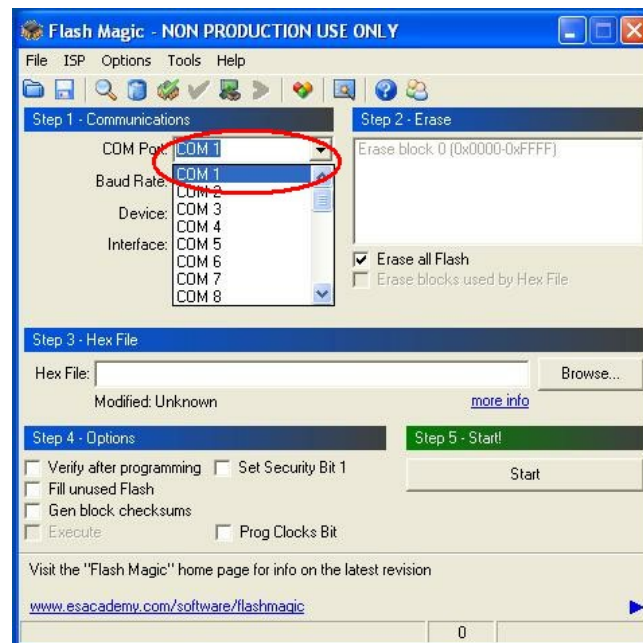 Flash Magic - NON PRODUCTION USE ONLY
File ISP Options Tools Help
Step 1 - Communications
COM Port: COM 1
COM 1
COM 2
COM 3
COM 4
COM 5
COM 6
COM 7
COM 8
Baud Rate:
Device:
Interface:
Step 2 - Erase
Erase block 0 (0x0000-0xFFFF)
Erase all Flash
Erase blocks used by Hex File
Step 3 - Hex File
Hex File:
Browse...
Modified: Unknown
more info
Step 4 - Options
Verify after programming
Set Security Bit 1
Fill unused Flash
Gen block checksums
Execute
Prog Clocks Bit
Step 5 - Start!
Start
Visit the "Flash Magic" home page for info on the latest revision
www.esacademy.com/software/flashmagic
0